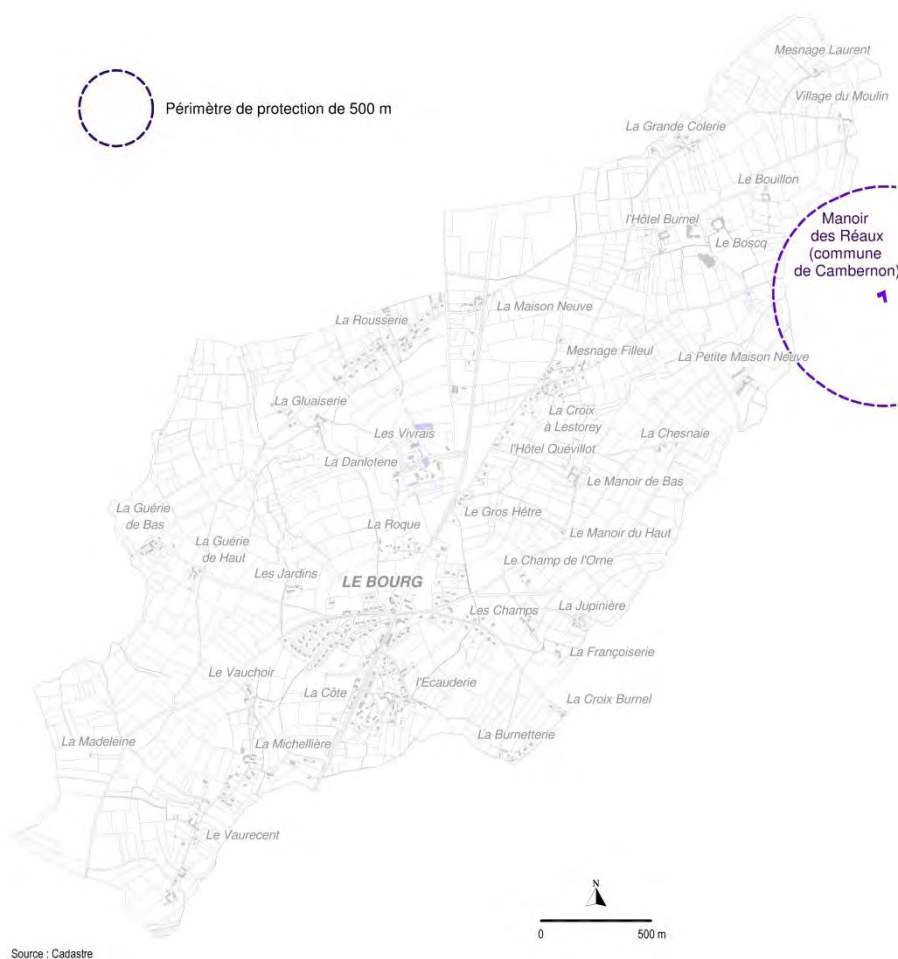 Mesnage Laurent
Village du Moulin
Périmètre de protection de 500 m
La Grande Colerie
Le Bouillon
l'Hôtel Burnel
Manoir
des Réaux
(commune
de Cambernon)
Le Boscq
La Maison Neuve
La Rousserie
Mesnage Filleul
La Petite Maison Neuve
La Gluaiserie
La Croix
à Lestorey
Les Vivrais
La Chesnaie
l'Hôtel Quévillot
La Danlotene
Le Manoir de Bas
La Guérie
de Bas
Le Gros Hêtre
La Roque
Le Manoir du Haut
La Guérie
de Haut
Le Champ de l'Orne
Les Jardins
LE BOURG
Les Champs
La Jupinière
La Françoiserie
Le Vauchoir
l'Ecauderie
La Côte
La Croix Burnel
La Burnetterie
La Madeleine
La Michellière
Le Vaurecent
N
0 500 m
Source : Cadastre